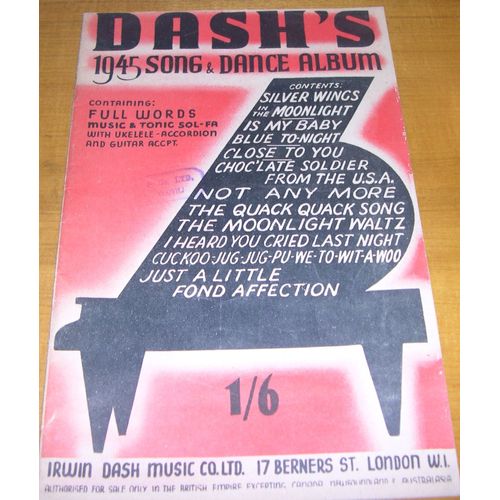 DASH'S
1945 SONG & DANCE ALBUM
CONTAINING:
FULL WORDS
MUSIC & TONIC SOL-FA
WITH UKELELE-ACCORDION
AND GUITAR ACCPT.
CONTENTS:
SILVER WINGS
IN THE MOONLIGHT
IS MY BABY
BLUE TO-NIGHT
CLOSE TO YOU
CHOC'LATE SOLDIER
FROM THE U.S.A.
NOT ANY MORE
THE QUACK QUACK SONG
THE MOONLIGHT WALTZ
I HEARD YOU CRIED LAST NIGHT
CUCKOO-JUG-JUG-PU-WE-TO-WIT-A-WOO
JUST A LITTLE
FOND AFFECTION
LTD.
1/6
IRWIN DASH MUSIC CO. LTD. 17 BERNERS ST. LONDON W.1.
AUTHORISED FOR SALE ONLY IN THE BRITISH EMPIRE EXCEPTING CANADA NEWFOUNDLAND & AUSTRALASIA